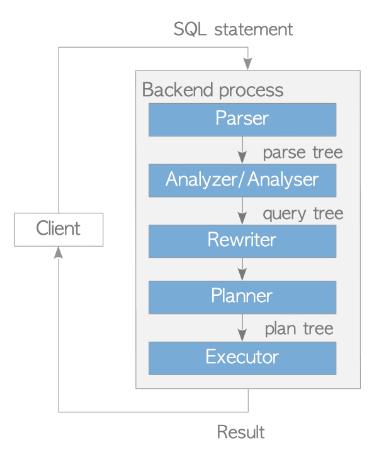 SQL statement
Backend process
Parser
parse tree
Analyzer/Analyser
query tree
Client
Rewriter
Planner
plan tree
Executor
Result